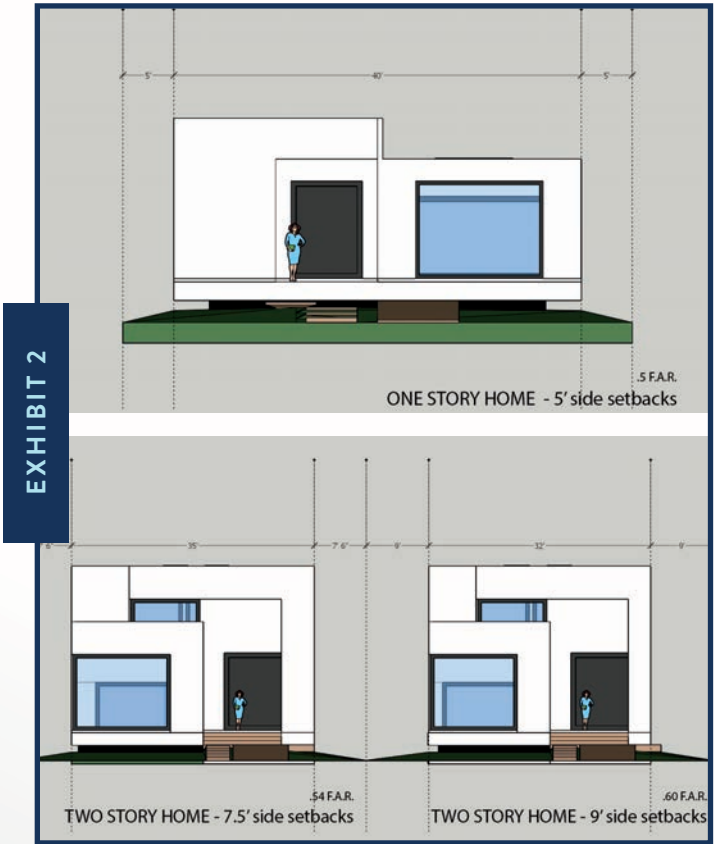 5' 40' 5'
.5 F.A.R.
ONE STORY HOME - 5' side setbacks
EXHIBIT 2
6" 35' 7' 6" 9' 32' 9'
.54 F.A.R.
TWO STORY HOME - 7.5' side setbacks
.60 F.A.R.
TWO STORY HOME - 9' side setbacks